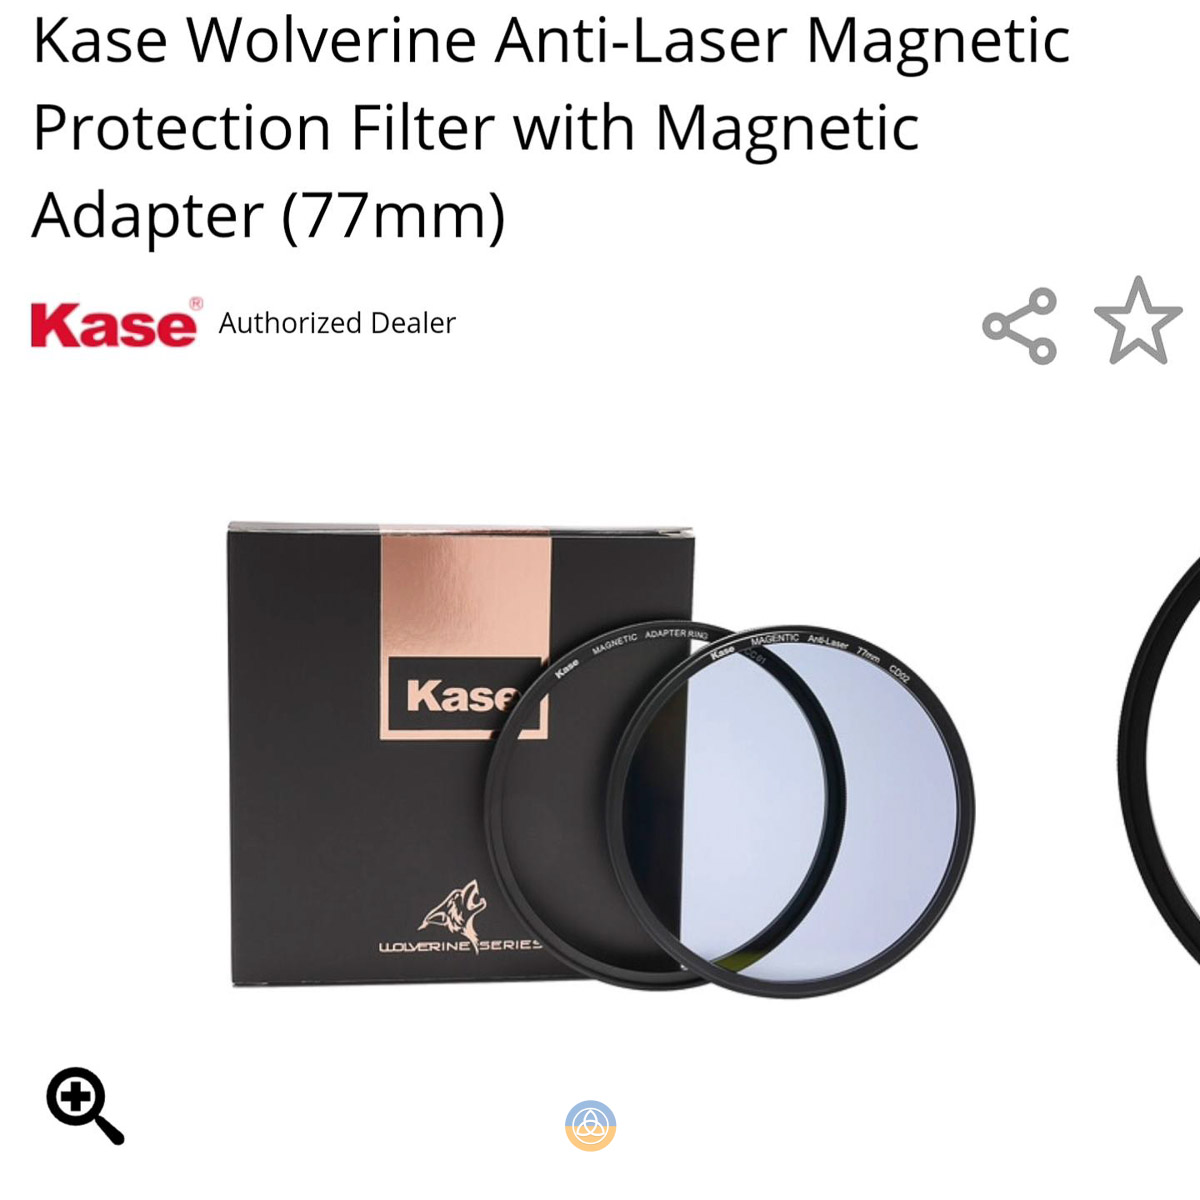 Kase Wolverine Anti-Laser Magnetic
Protection Filter with Magnetic
Adapter (77mm)
Kase® Authorized Dealer
Kase
Kase MAGNETIC ADAPTER RING
Kase MAGENTIC Anti-Laser 77mm CD02
WOLVERINE SERIES